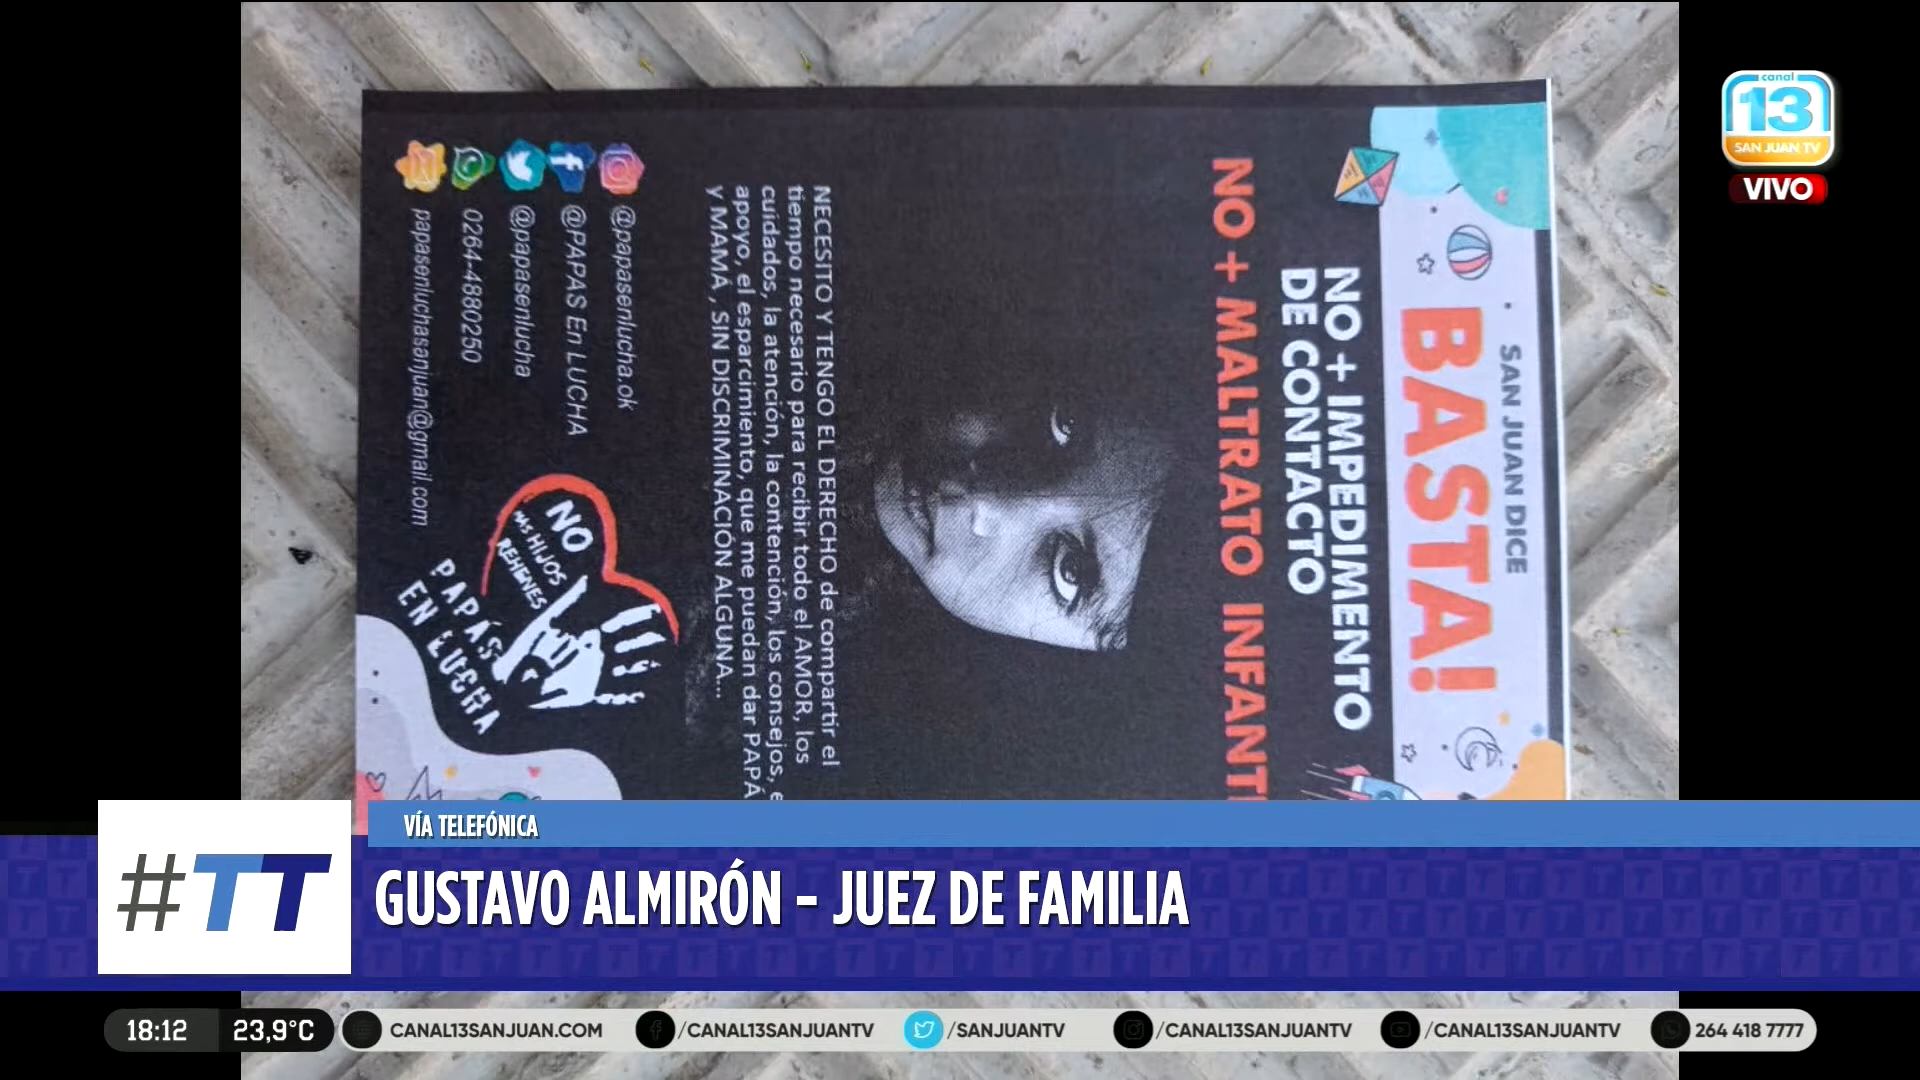 SAN JUAN DICE
BASTA!
NO + IMPEDIMENTO
DE CONTACTO
NO + MALTRATO INFANTI
NECESITO Y TENGO EL DERECHO de compartir el
tiempo necesario para recibir todo el AMOR, los
cuidados, la atención, la contención, los consejos, e
apoyo, el esparcimiento, que me puedan dar PAPÁ
y MAMÁ, SIN DISCRIMINACIÓN ALGUNA...
@papasenlucha.ok
@PAPAS En LUCHA
@papasenlucha
0264-4880250
papasenluchasanjuan@gmail.com
NO
MAS HIJOS
REHENES
PAPÁS
EN LUCHA
canal
13
SAN JUAN TV
VIVO
VÍA TELEFÓNICA
#TT
GUSTAVO ALMIRÓN - JUEZ DE FAMILIA
18:12 23,9°C CANAL13SANJUAN.COM /CANAL13SANJUANTV /SANJUANTV /CANAL13SANJUANTV /CANAL13SANJUANTV 264 418 7777